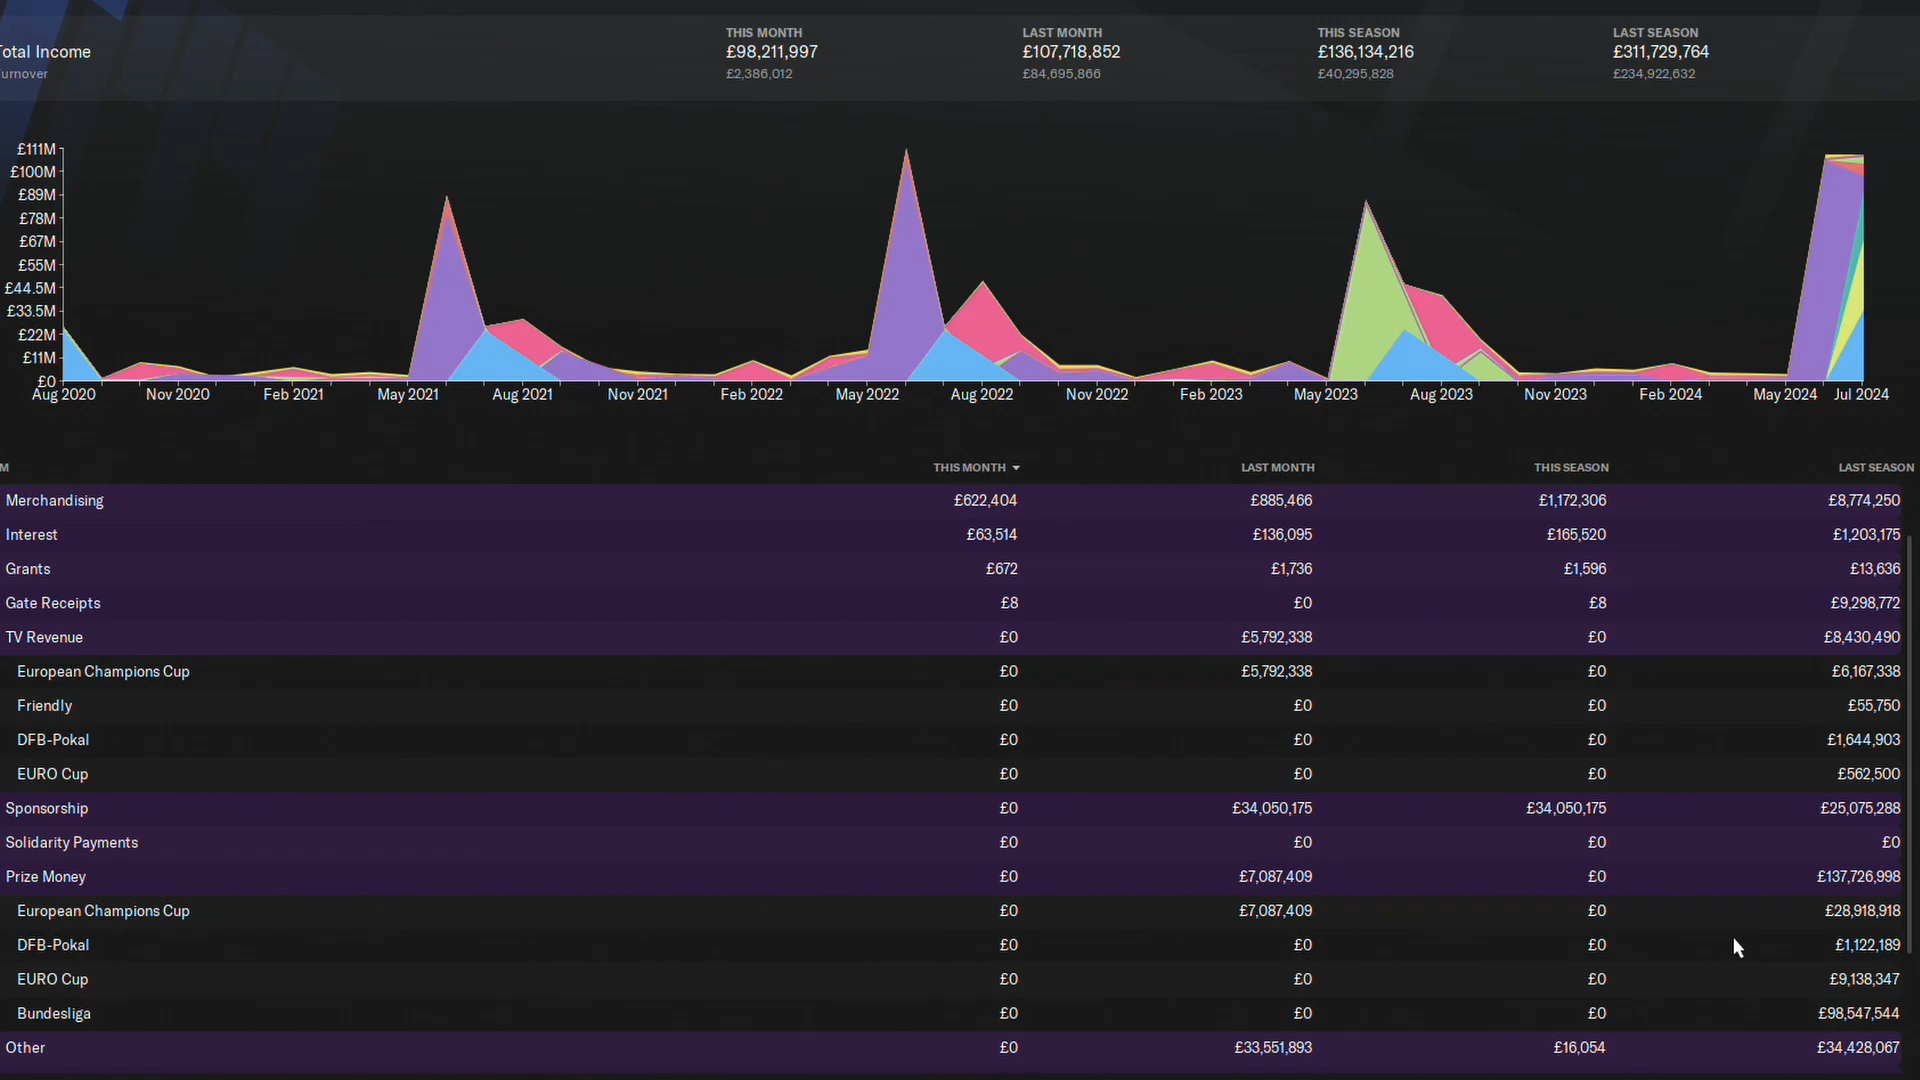 THIS MONTH LAST MONTH THIS SEASON LAST SEASON
Total Income £98,211,997 £107,718,852 £136,134,216 £311,729,764
Turnover £2,386,012 £84,695,866 £40,295,828 £234,922,632
£111M
£100M
£89M
£78M
£67M
£55M
£44.5M
£33.5M
£22M
£11M
£0
Aug 2020 Nov 2020 Feb 2021 May 2021 Aug 2021 Nov 2021 Feb 2022 May 2022 Aug 2022 Nov 2022 Feb 2023 May 2023 Aug 2023 Nov 2023 Feb 2024 May 2024 Jul 2024
M THIS MONTH LAST MONTH THIS SEASON LAST SEASON
Merchandising £622,404 £885,466 £1,172,306 £8,774,250
Interest £63,514 £136,095 £165,520 £1,203,175
Grants £672 £1,736 £1,596 £13,636
Gate Receipts £8 £0 £8 £9,298,772
TV Revenue £0 £5,792,338 £0 £8,430,490
European Champions Cup £0 £5,792,338 £0 £6,167,338
Friendly £0 £0 £0 £55,750
DFB-Pokal £0 £0 £0 £1,644,903
EURO Cup £0 £0 £0 £562,500
Sponsorship £0 £34,050,175 £34,050,175 £25,075,288
Solidarity Payments £0 £0 £0 £0
Prize Money £0 £7,087,409 £0 £137,726,998
European Champions Cup £0 £7,087,409 £0 £28,918,918
DFB-Pokal £0 £0 £0 £1,122,189
EURO Cup £0 £0 £0 £9,138,347
Bundesliga £0 £0 £0 £98,547,544
Other £0 £33,551,893 £16,054 £34,428,067